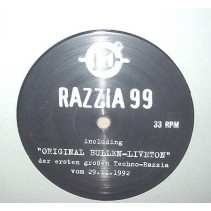 RAZZIA 99
33 RPM
including
"ORIGINAL BULLEN-LIVETON"
der ersten großen Techno-Razzia
vom 29.11.1992